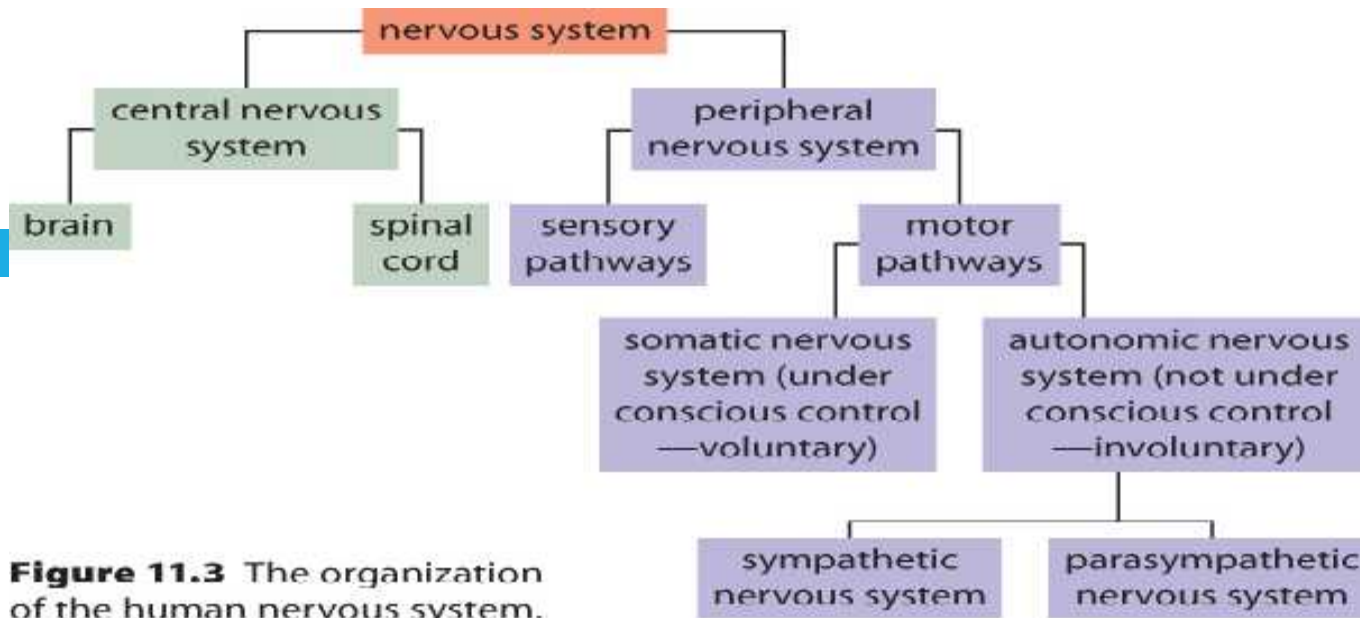 nervous system
central nervous
system
peripheral
nervous system
brain
spinal
cord
sensory
pathways
motor
pathways
somatic nervous
system (under
conscious control
—voluntary)
autonomic nervous
system (not under
conscious control
—involuntary)
sympathetic
nervous system
parasympathetic
nervous system
Figure 11.3 The organization
of the human nervous system.